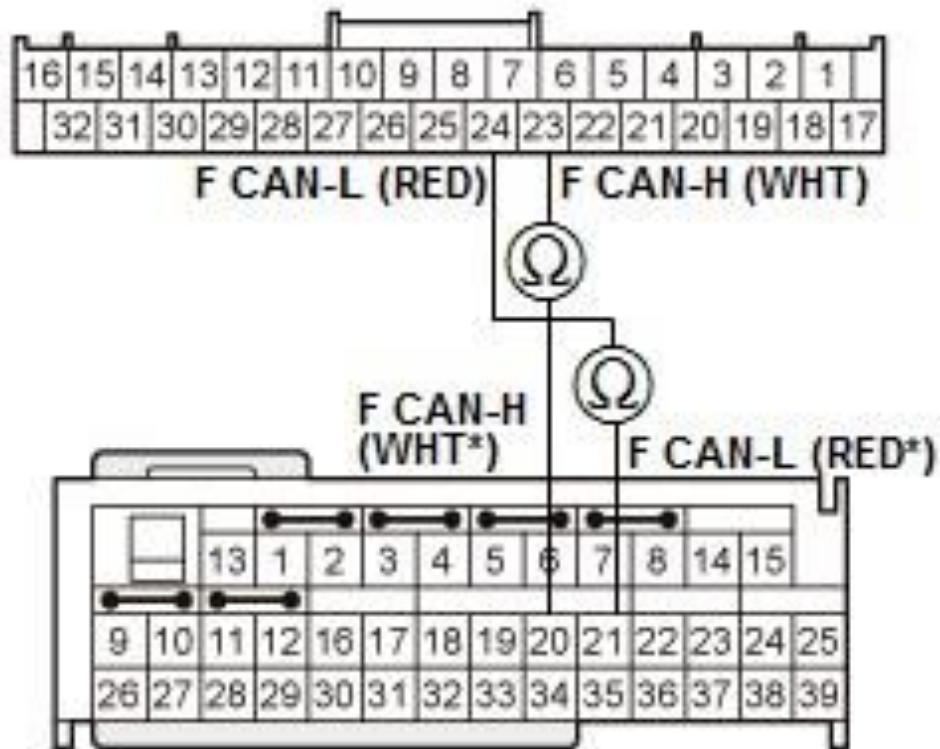 16 15 14 13 12 11 10 9 8 7 6 5 4 3 2 1
32 31 30 29 28 27 26 25 24 23 22 21 20 19 18 17
F CAN-L (RED) F CAN-H (WHT)
Ω
Ω
F CAN-H
(WHT*)
F CAN-L (RED*)
13 1 2 3 4 5 6 7 8 14 15
9 10 11 12 16 17 18 19 20 21 22 23 24 25
26 27 28 29 30 31 32 33 34 35 36 37 38 39